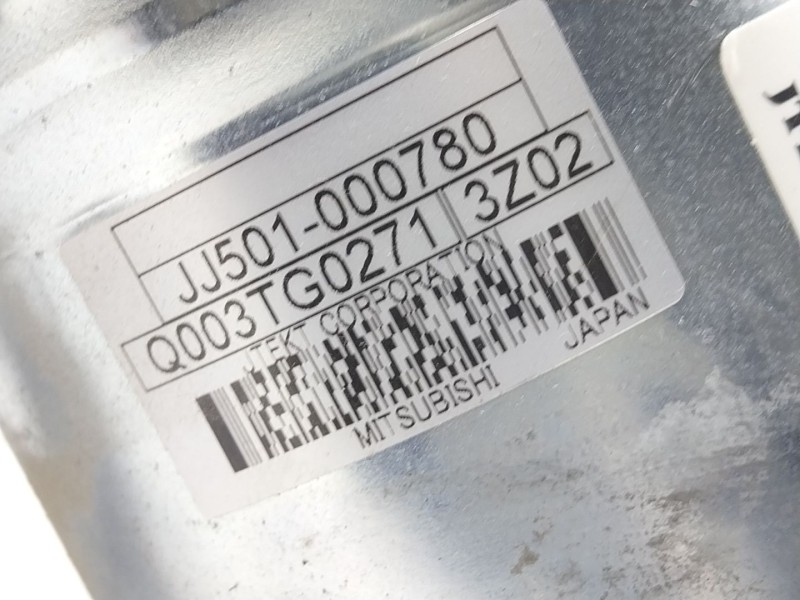 JJ501-000780
Q003TG0271 3Z02
JTEKT CORPORATION
MITSUBISHI JAPAN